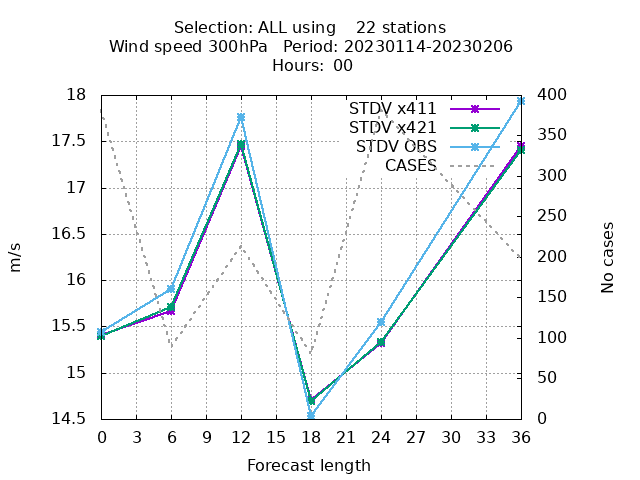 Selection: ALL using    22 stations
Wind speed 300hPa   Period: 20230114-20230206
Hours:  00
STDV x411
STDV x421
STDV OBS
CASES
18
17.5
17
16.5
16
15.5
15
14.5
400
350
300
250
200
150
100
50
0
m/s
No cases
0 3 6 9 12 15 18 21 24 27 30 33 36
Forecast length